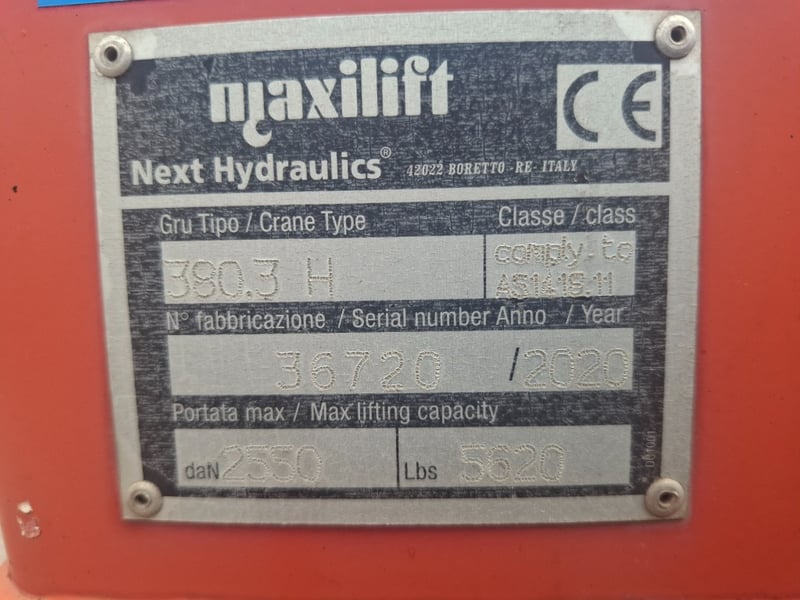 maxilift
CE
Next Hydraulics® 42022 BORETTO -RE- ITALY
Gru Tipo / Crane Type Classe / class
380.3 H comply to
AS1418.11
N° fabbricazione / Serial number Anno / Year
36720 /2020
Portata max / Max lifting capacity
daN 2550 Lbs 5620